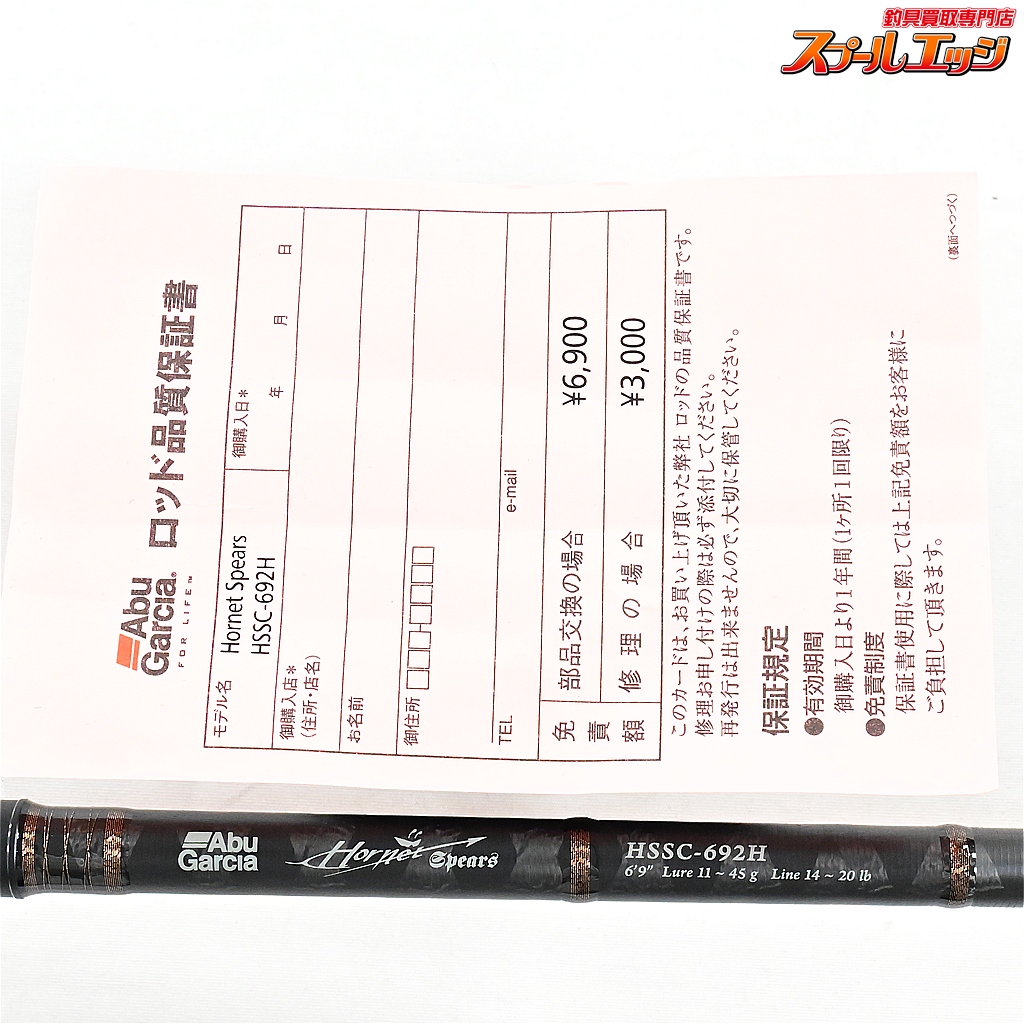 釣具買取専門店
スプールエッジ
Abu
Garcia®
FOR LIFE™
ロッド品質保証書
モデル名
Hornet Spears
HSSC-692H
御購入日*
年 月 日
御購入店*
(住所・店名)
お名前
御住所
TEL
e-mail
免責額
部品交換の場合 ¥6,900
修理の場合 ¥3,000
このカードは、お買い上げ頂いた弊社 ロッドの品質保証書です。
修理お申し付けの際は必ず添付してください。
再発行は出来ませんので、大切に保管してください。
保証規定
●有効期間
御購入日より1年間(1ヶ所1回限り)
●免責制度
保証書使用に際しては上記免責額をお客様に
ご負担して頂きます。
(裏面へつづく)
Abu
Garcia
Hornet Spears
HSSC-692H
6'9" Lure 11~45g Line 14~20 lb